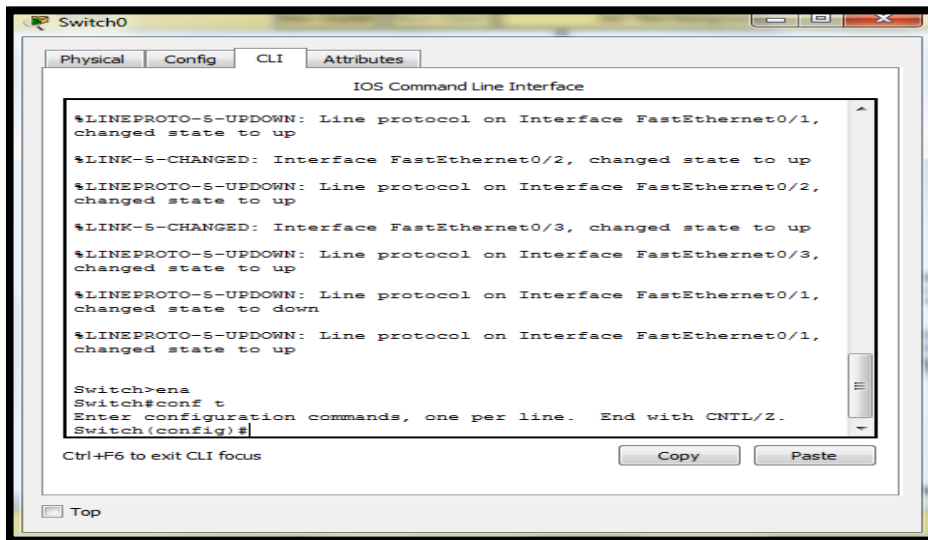 Switch0
Physical Config CLI Attributes
IOS Command Line Interface
%LINEPROTO-5-UPDOWN: Line protocol on Interface FastEthernet0/1,
changed state to up
%LINK-5-CHANGED: Interface FastEthernet0/2, changed state to up
%LINEPROTO-5-UPDOWN: Line protocol on Interface FastEthernet0/2,
changed state to up
%LINK-5-CHANGED: Interface FastEthernet0/3, changed state to up
%LINEPROTO-5-UPDOWN: Line protocol on Interface FastEthernet0/3,
changed state to up
%LINEPROTO-5-UPDOWN: Line protocol on Interface FastEthernet0/1,
changed state to down
%LINEPROTO-5-UPDOWN: Line protocol on Interface FastEthernet0/1,
changed state to up
Switch>ena
Switch#conf t
Enter configuration commands, one per line.  End with CNTL/Z.
Switch(config)#
Ctrl+F6 to exit CLI focus
Copy Paste
Top